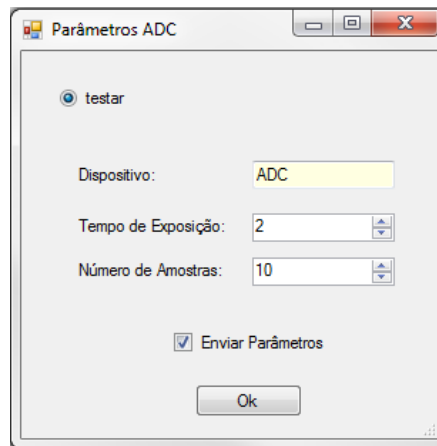 Parâmetros ADC
testar
Dispositivo: ADC
Tempo de Exposição: 2
Número de Amostras: 10
Enviar Parâmetros
Ok